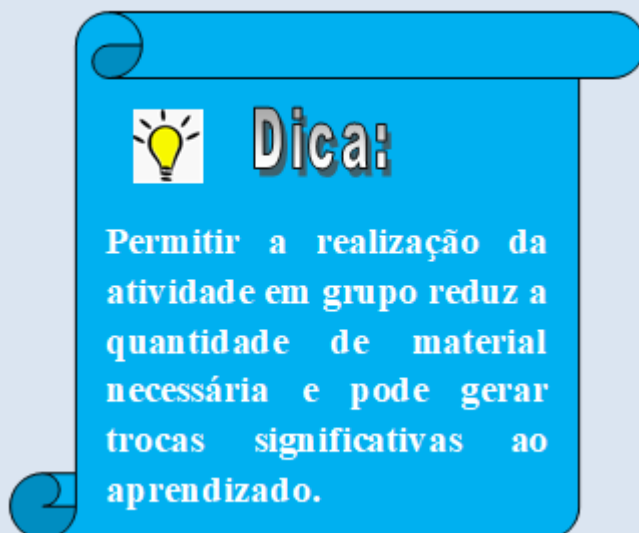 Dica:
Permitir a realização da
atividade em grupo reduz a
quantidade de material
necessária e pode gerar
trocas significativas ao
aprendizado.